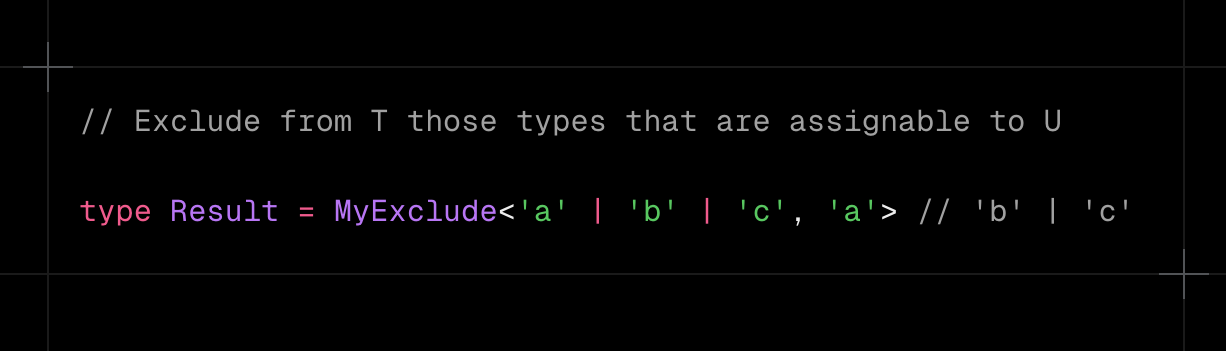 // Exclude from T those types that are assignable to U
type Result = MyExclude<'a' | 'b' | 'c', 'a'> // 'b' | 'c'